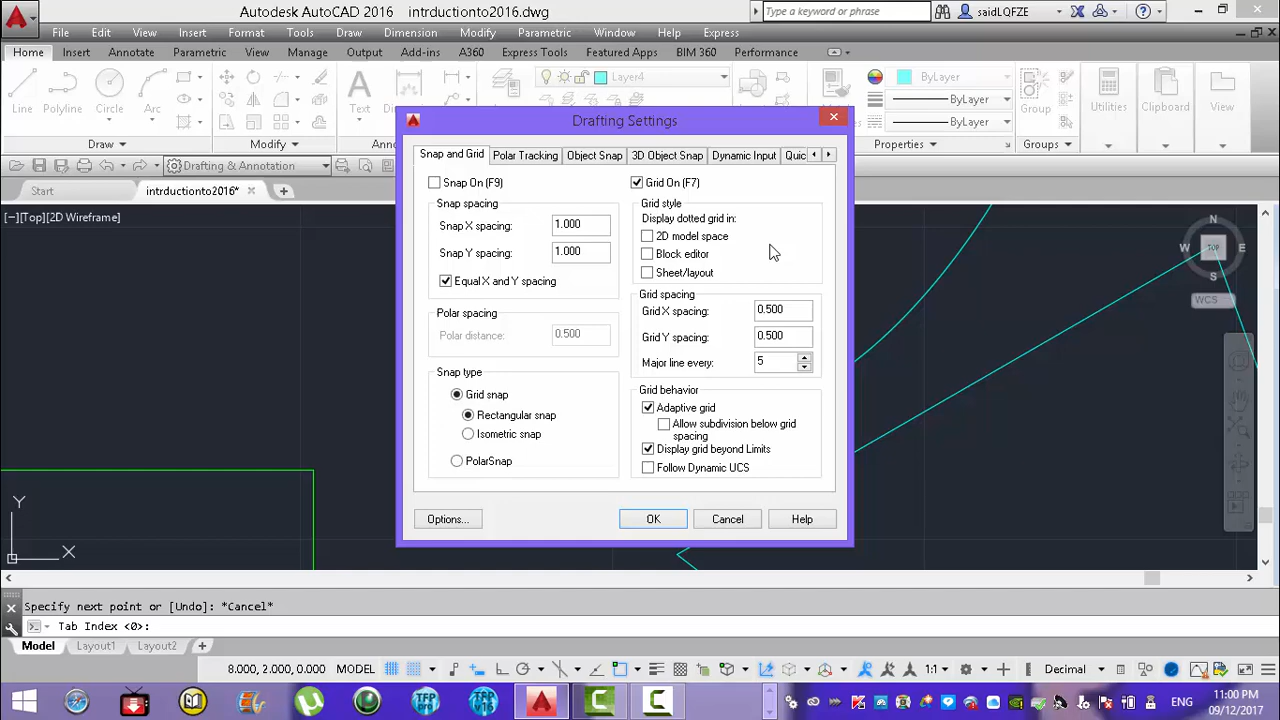 Autodesk AutoCAD 2016 intrductionto2016.dwg
Type a keyword or phrase
saidLQFZE
File Edit View Insert Format Tools Draw Dimension Modify Parametric Window Help Express
Home Insert Annotate Parametric View Manage Output Add-ins A360 Express Tools Featured Apps BIM 360 Performance
Line Polyline Circle Arc Text
Layer4
ByLayer
ByLayer
ByLayer
Group Utilities Clipboard View
Draw Properties Groups
Drafting & Annotation
Start intrductionto2016*
[−][Top][2D Wireframe]
Drafting Settings
Snap and Grid Polar Tracking Object Snap 3D Object Snap Dynamic Input Quic
Snap On (F9)
Snap spacing
Snap X spacing: 1.000
Snap Y spacing: 1.000
Equal X and Y spacing
Polar spacing
Polar distance: 0.500
Snap type
Grid snap
Rectangular snap
Isometric snap
PolarSnap
Grid On (F7)
Grid style
Display dotted grid in:
2D model space
Block editor
Sheet/layout
Grid spacing
Grid X spacing: 0.500
Grid Y spacing: 0.500
Major line every: 5
Grid behavior
Adaptive grid
Allow subdivision below grid
spacing
Display grid beyond Limits
Follow Dynamic UCS
Options... OK Cancel Help
N
W TOP E
S
WCS
Y
X
Specify next point or [Undo]: *Cancel*
Tab Index <0>:
Model Layout1 Layout2
8.000, 2.000, 0.000 MODEL 1:1 Decimal
ENG
11:00 PM
09/12/2017